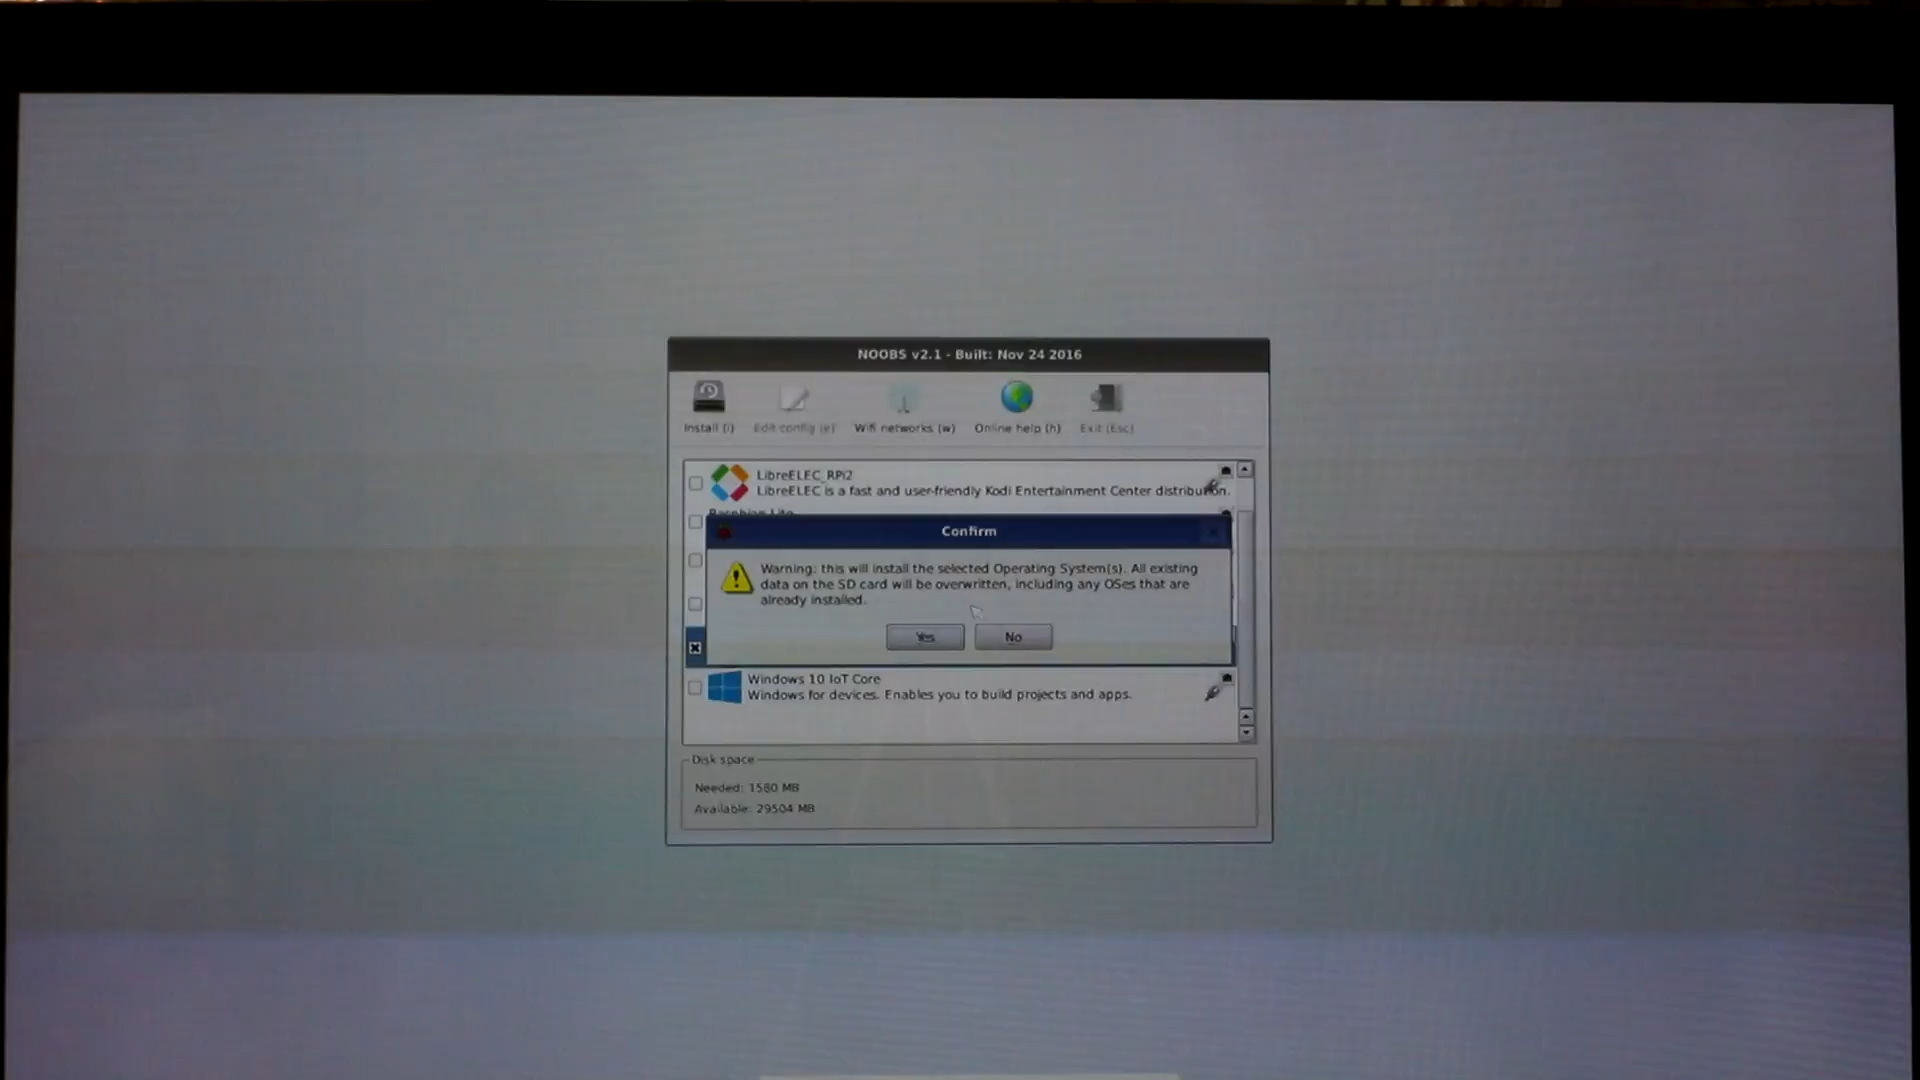 NOOBS v2.1 - Built: Nov 24 2016
Install (i) Edit config (e) Wifi networks (w) Online help (h) Exit (Esc)
LibreELEC_RPi2
LibreELEC is a fast and user-friendly Kodi Entertainment Center distribution.
Raspbian Lite
Confirm
Warning: this will install the selected Operating System(s). All existing
data on the SD card will be overwritten, including any OSes that are
already installed.
Yes No
Windows 10 IoT Core
Windows for devices. Enables you to build projects and apps.
Disk space
Needed: 1580 MB
Available: 29504 MB